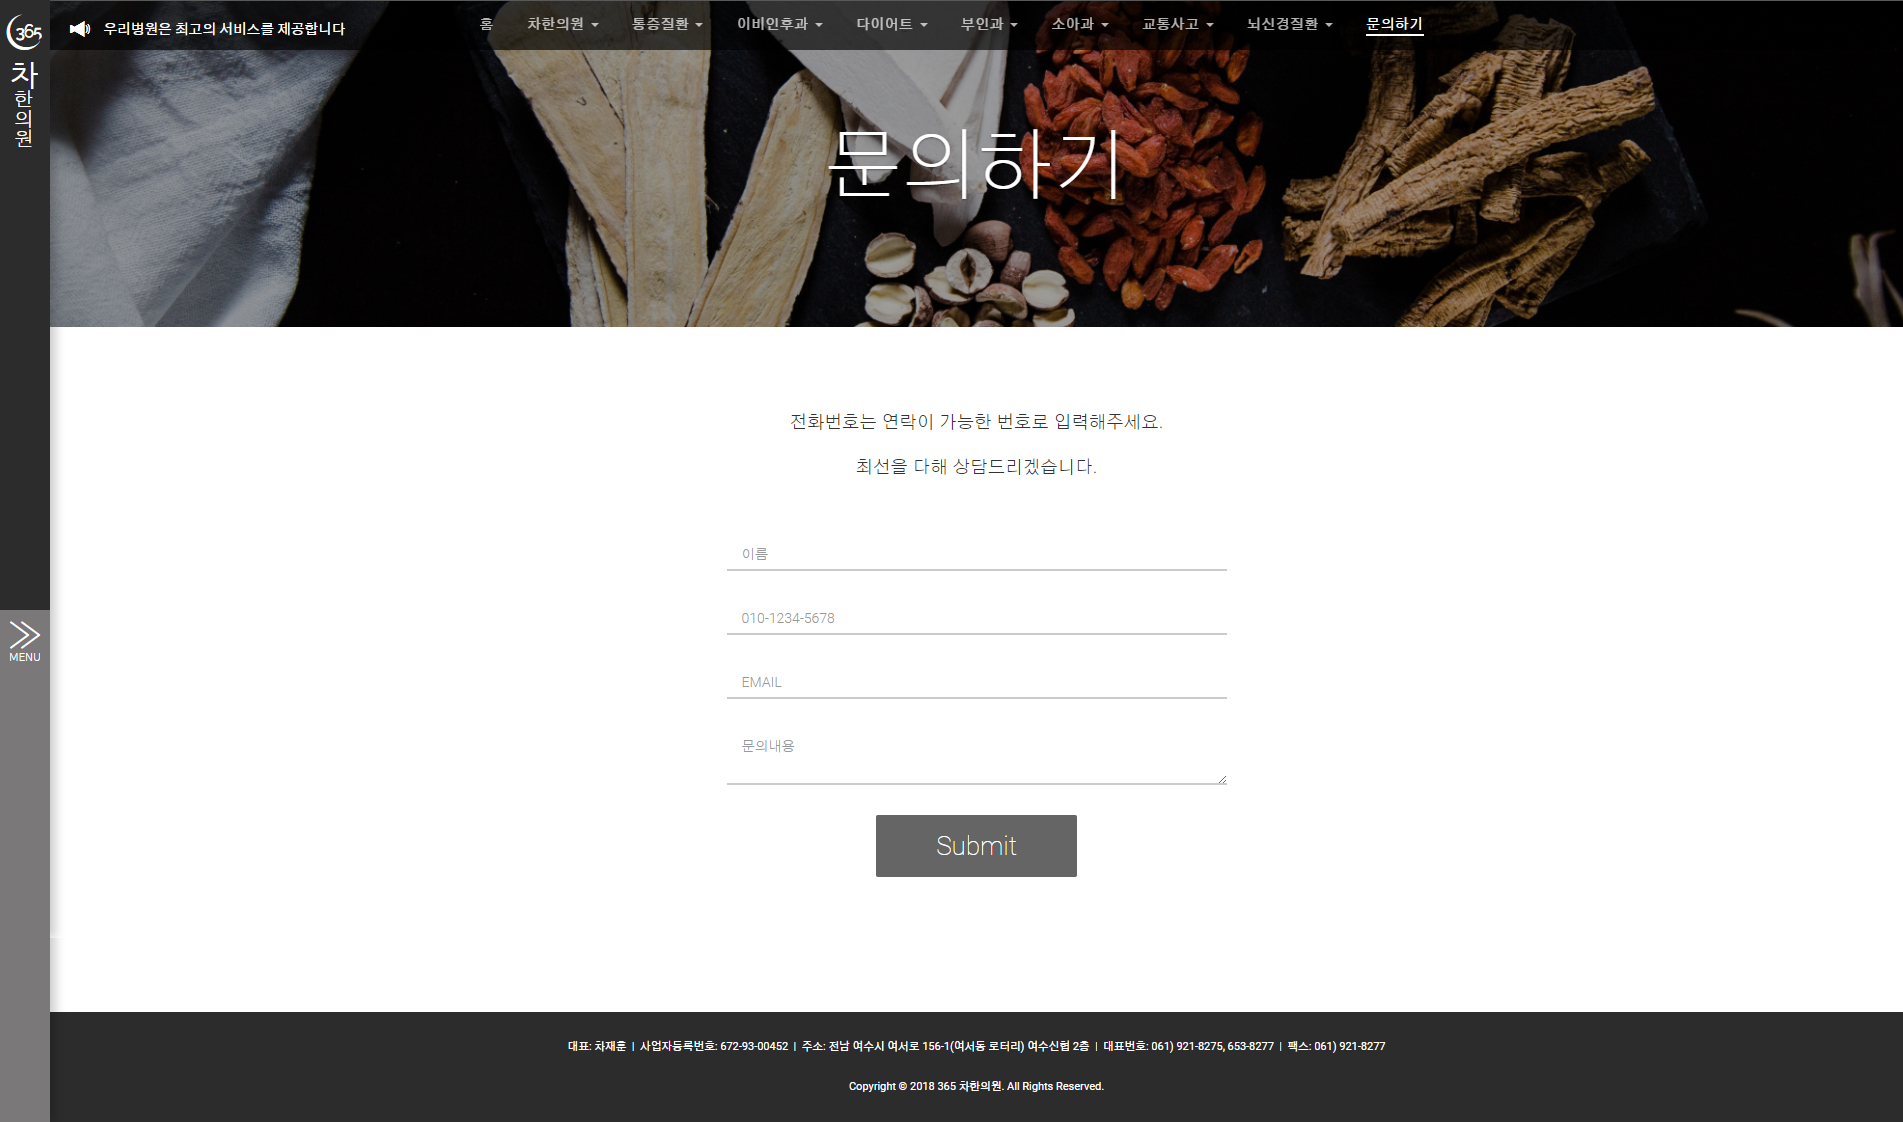 365
차
한
의
원
우리병원은 최고의 서비스를 제공합니다
홈 차한의원 통증질환 이비인후과 다이어트 부인과 소아과 교통사고 뇌신경질환 문의하기
문의하기
전화번호는 연락이 가능한 번호로 입력해주세요.
최선을 다해 상담드리겠습니다.
이름
010-1234-5678
EMAIL
문의내용
Submit
MENU
대표: 차재훈 | 사업자등록번호: 672-93-00452 | 주소: 전남 여수시 여서로 156-1(여서동 로터리) 여수신협 2층 | 대표번호: 061) 921-8275, 653-8277 | 팩스: 061) 921-8277
Copyright © 2018 365 차한의원. All Rights Reserved.